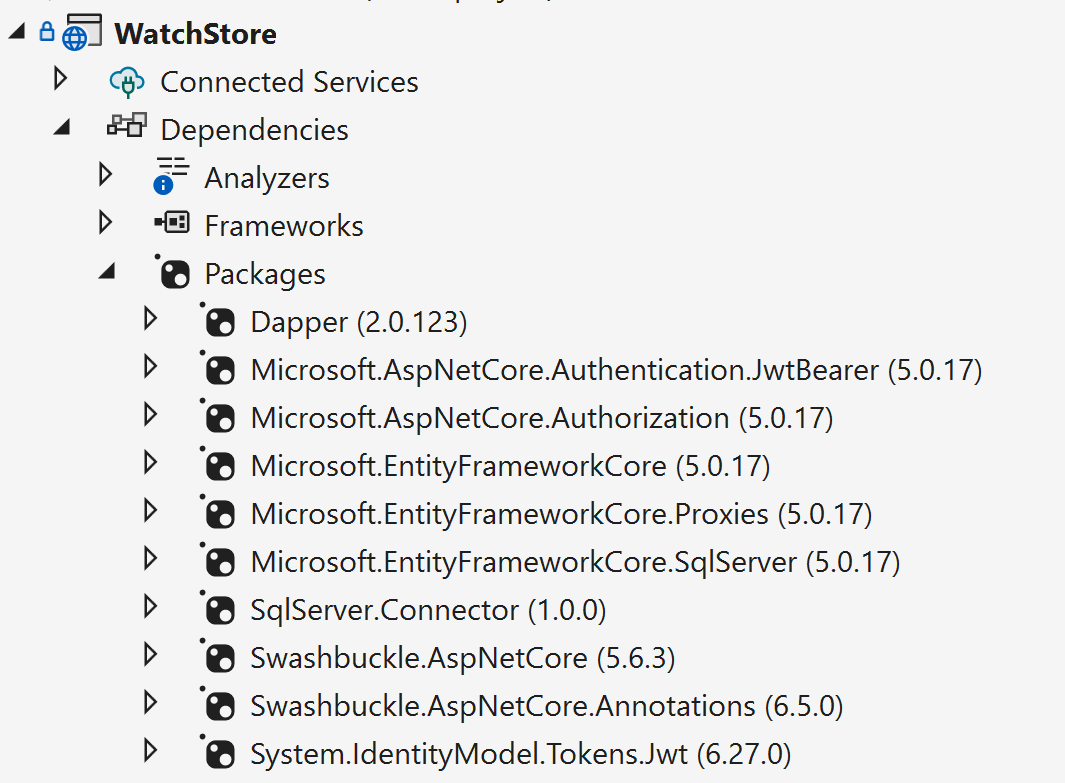 WatchStore
Connected Services
Dependencies
Analyzers
Frameworks
Packages
Dapper (2.0.123)
Microsoft.AspNetCore.Authentication.JwtBearer (5.0.17)
Microsoft.AspNetCore.Authorization (5.0.17)
Microsoft.EntityFrameworkCore (5.0.17)
Microsoft.EntityFrameworkCore.Proxies (5.0.17)
Microsoft.EntityFrameworkCore.SqlServer (5.0.17)
SqlServer.Connector (1.0.0)
Swashbuckle.AspNetCore (5.6.3)
Swashbuckle.AspNetCore.Annotations (6.5.0)
System.IdentityModel.Tokens.Jwt (6.27.0)